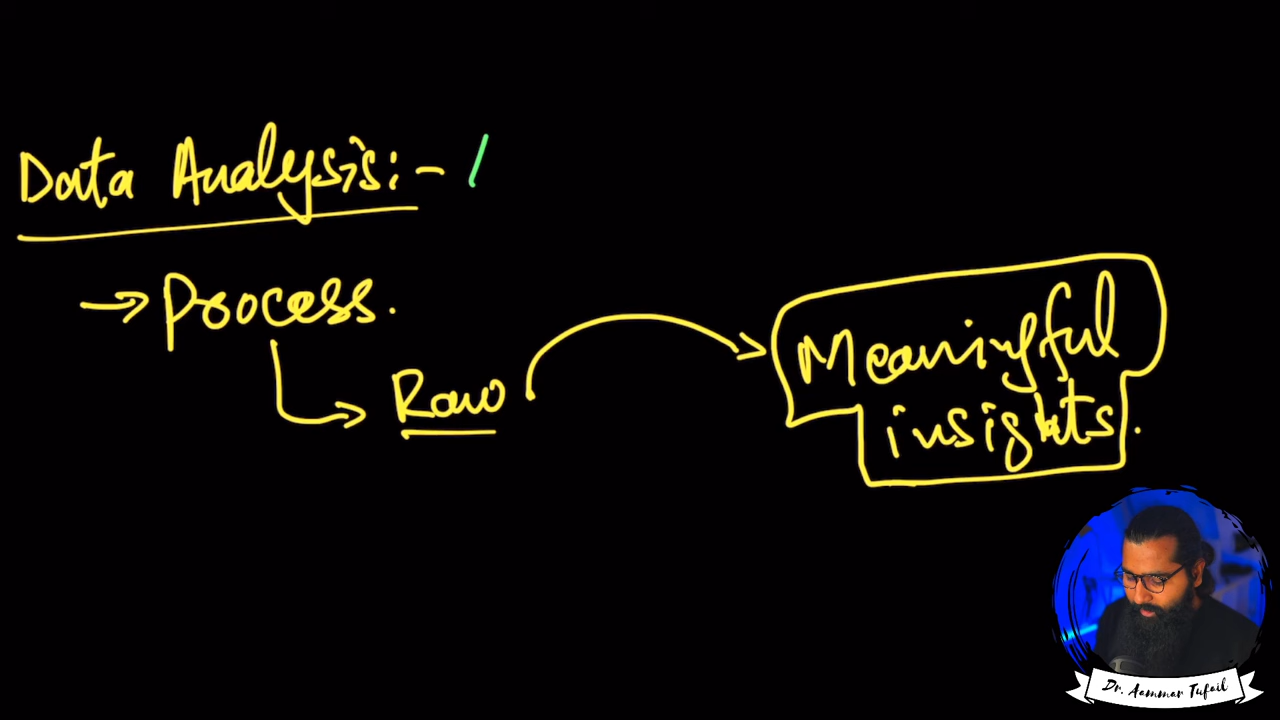 Data Analysis:-
→ Process.
Raw
Meaningful
insights.
Dr. Aammar Tufail